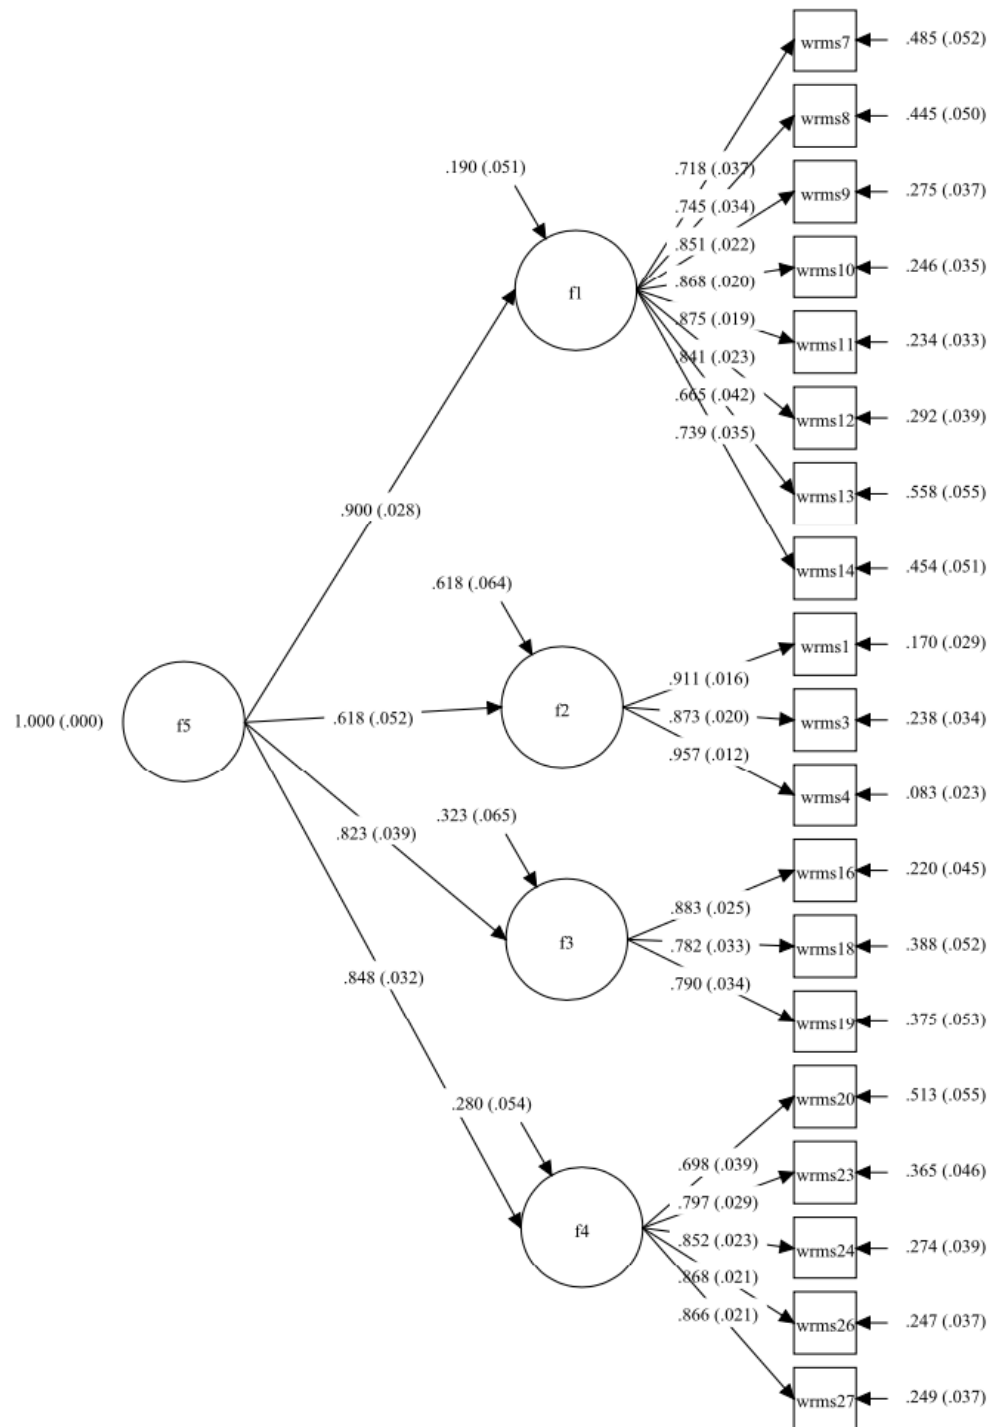 wrms7
.485 (.052)
wrms8
.445 (.050)
.190 (.051)
.718 (.037)
wrms9
.275 (.037)
.745 (.034)
.851 (.022)
wrms10
.246 (.035)
f1
.868 (.020)
.875 (.019)
wrms11
.234 (.033)
.841 (.023)
.665 (.042)
wrms12
.292 (.039)
.739 (.035)
wrms13
.558 (.055)
.900 (.028)
wrms14
.454 (.051)
.618 (.064)
wrms1
.170 (.029)
.911 (.016)
1.000 (.000)
f5
.618 (.052)
f2
.873 (.020)
wrms3
.238 (.034)
.957 (.012)
wrms4
.083 (.023)
.323 (.065)
.823 (.039)
wrms16
.220 (.045)
.883 (.025)
f3
.782 (.033)
wrms18
.388 (.052)
.848 (.032)
.790 (.034)
wrms19
.375 (.053)
.280 (.054)
wrms20
.513 (.055)
.698 (.039)
wrms23
.365 (.046)
.797 (.029)
f4
.852 (.023)
wrms24
.274 (.039)
.868 (.021)
.866 (.021)
wrms26
.247 (.037)
wrms27
.249 (.037)